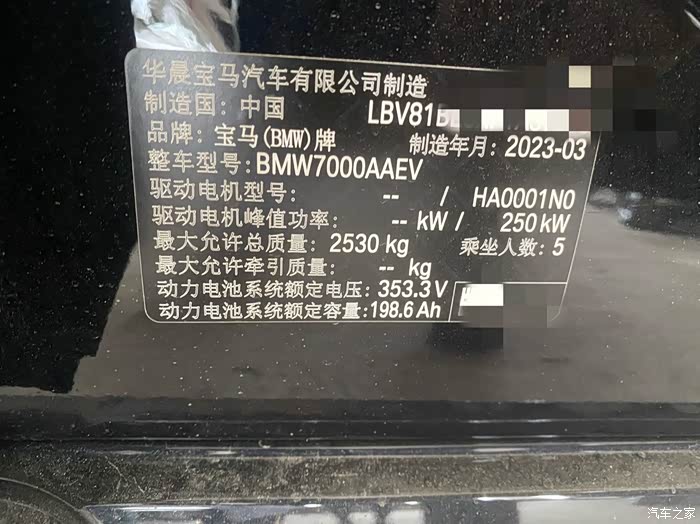 华晨宝马汽车有限公司制造
制造国: 中国 LBV81
品牌: 宝马(BMW)牌 制造年月: 2023-03
整车型号: BMW7000AAEV
驱动电机型号: -- / HA0001N0
驱动电机峰值功率: -- kW / 250 kW
最大允许总质量: 2530 kg 乘坐人数: 5
最大允许牵引质量: -- kg
动力电池系统额定电压: 353.3 V
动力电池系统额定容量: 198.6 Ah
汽车之家